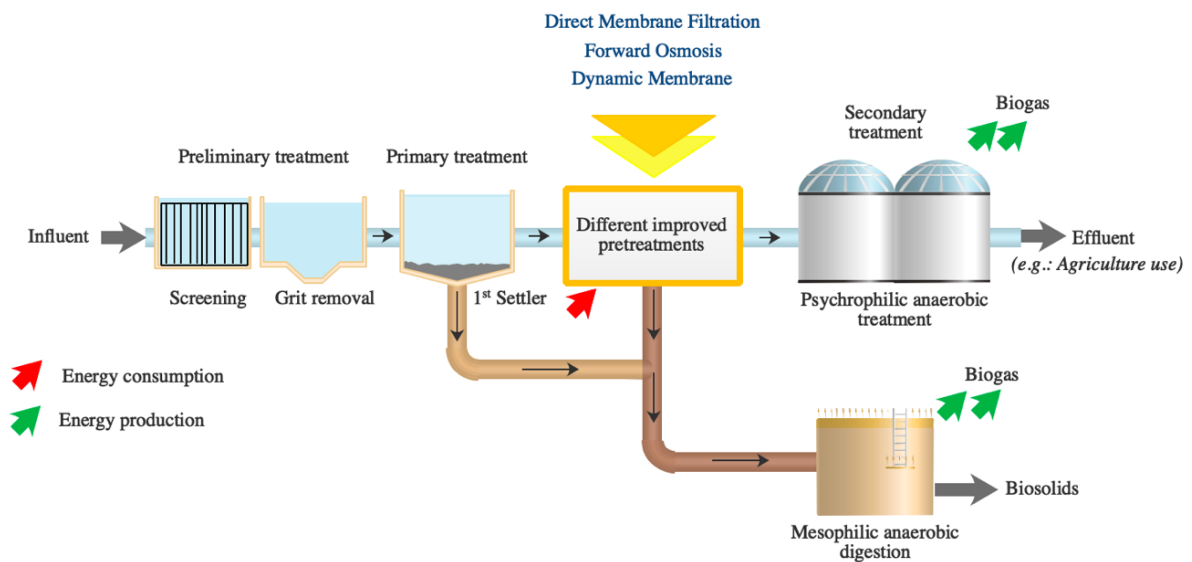 Direct Membrane Filtration
Forward Osmosis
Dynamic Membrane
Preliminary treatment
Primary treatment
Secondary
treatment
Biogas
Influent
Different improved
pretreatments
Effluent
(e.g.: Agriculture use)
Screening
Grit removal
1st Settler
Psychrophilic anaerobic
treatment
Energy consumption
Energy production
Biogas
Biosolids
Mesophilic anaerobic
digestion